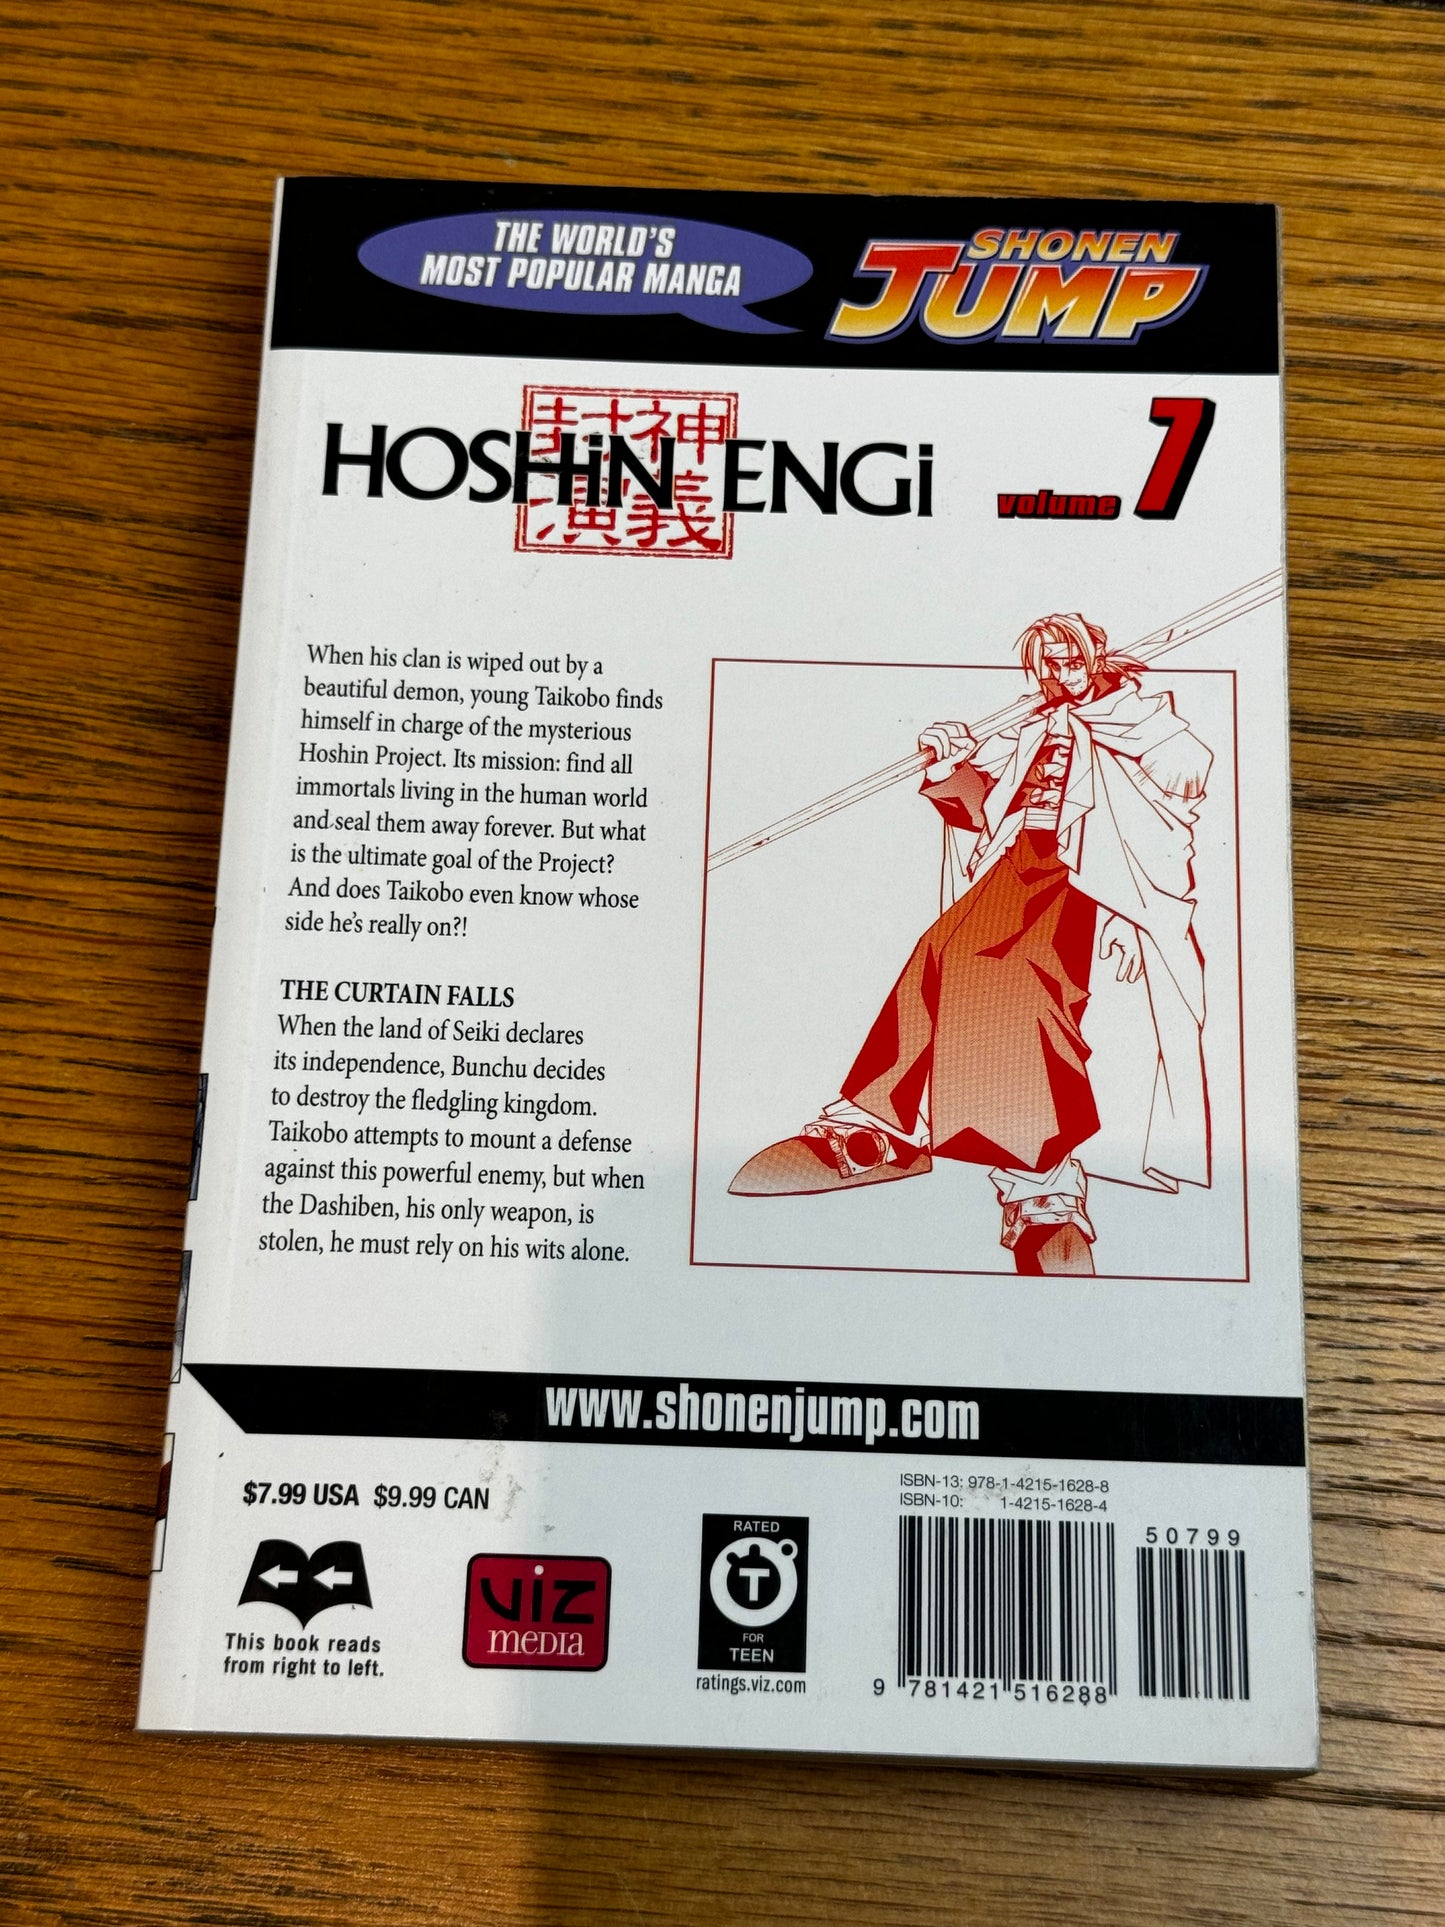 THE WORLD'S
MOST POPULAR MANGA
SHONEN
JUMP
封神
演義
HOSHiN ENGi
volume 7
When his clan is wiped out by a
beautiful demon, young Taikobo finds
himself in charge of the mysterious
Hoshin Project. Its mission: find all
immortals living in the human world
and seal them away forever. But what
is the ultimate goal of the Project?
And does Taikobo even know whose
side he's really on?!
THE CURTAIN FALLS
When the land of Seiki declares
its independence, Bunchu decides
to destroy the fledgling kingdom.
Taikobo attempts to mount a defense
against this powerful enemy, but when
the Dashiben, his only weapon, is
stolen, he must rely on his wits alone.
www.shonenjump.com
$7.99 USA $9.99 CAN
This book reads
from right to left.
viz
media
RATED
T
FOR
TEEN
ratings.viz.com
ISBN-13: 978-1-4215-1628-8
ISBN-10: 1-4215-1628-4
50799
9 781421 516288